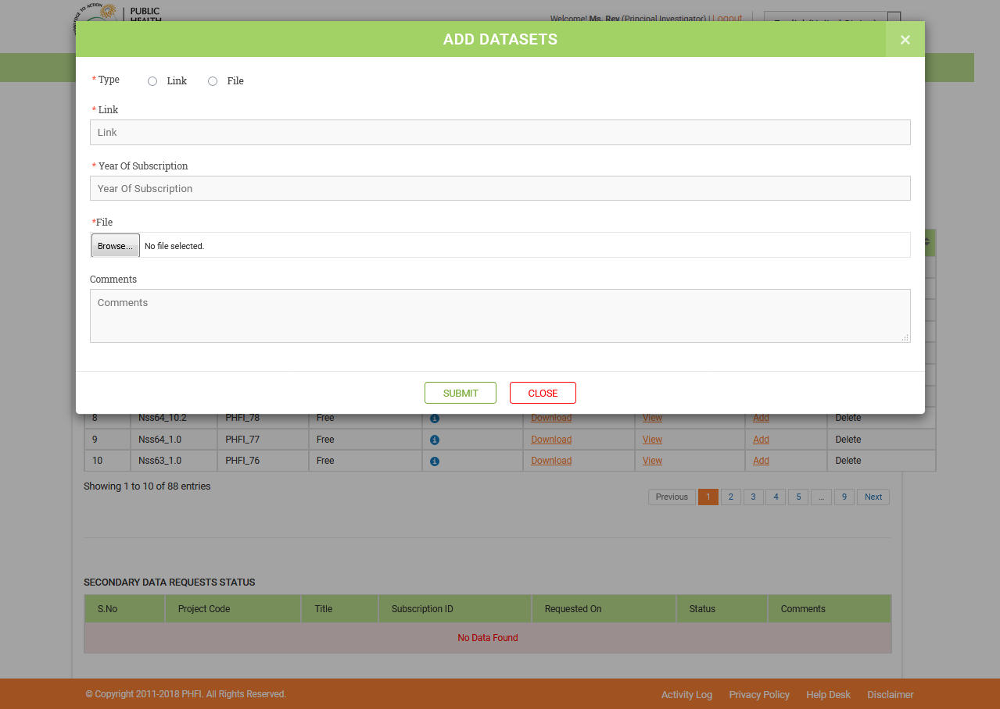 KNOWLEDGE TO ACTION
PUBLIC
HEALTH
Welcome! Ms. Rev (Principal Investigator) | Logout
ADD DATASETS
×
* Type Link File
* Link
Link
* Year Of Subscription
Year Of Subscription
*File
Browse... No file selected.
Comments
Comments
SUBMIT CLOSE
8 Nss64_10.2 PHFI_78 Free Download View Add Delete
9 Nss64_1.0 PHFI_77 Free Download View Add Delete
10 Nss63_1.0 PHFI_76 Free Download View Add Delete
Showing 1 to 10 of 88 entries
Previous 1 2 3 4 5 … 9 Next
SECONDARY DATA REQUESTS STATUS
S.No Project Code Title Subscription ID Requested On Status Comments
No Data Found
© Copyright 2011-2018 PHFI. All Rights Reserved.
Activity Log Privacy Policy Help Desk Disclaimer